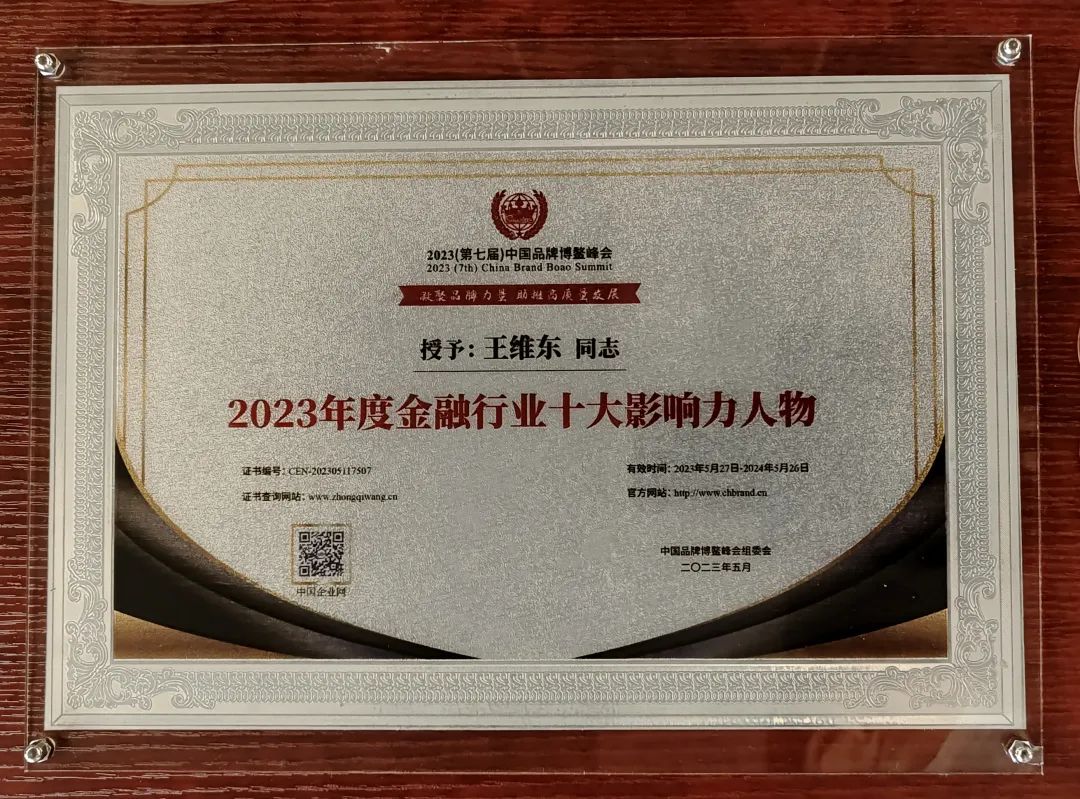 2023(第七届)中国品牌博鳌峰会
2023 (7th) China Brand Boao Summit
凝聚品牌力量 助推高质量发展
授予：王维东 同志
2023年度金融行业十大影响力人物
证书编号：CEN-202305117507
有效时间：2023年5月27日-2024年5月26日
证书查询网站：www.zhongqiwang.cn
官方网站：http://www.chbrand.cn
中国品牌博鳌峰会组委会
二〇二三年五月
中国企业网